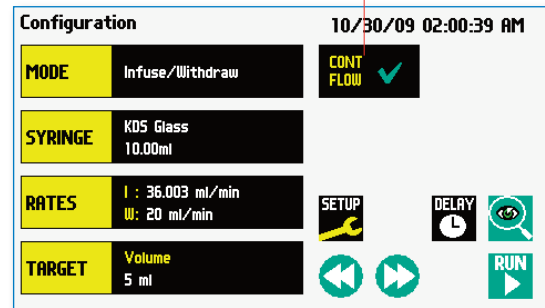 Configuration
10/30/09 02:00:39 AM
MODE
Infuse/Withdraw
CONT
FLOW
SYRINGE
KDS Glass
10.00ml
RATES
I : 36.003 ml/min
W: 20 ml/min
SETUP
DELAY
TARGET
Volume
5 ml
RUN